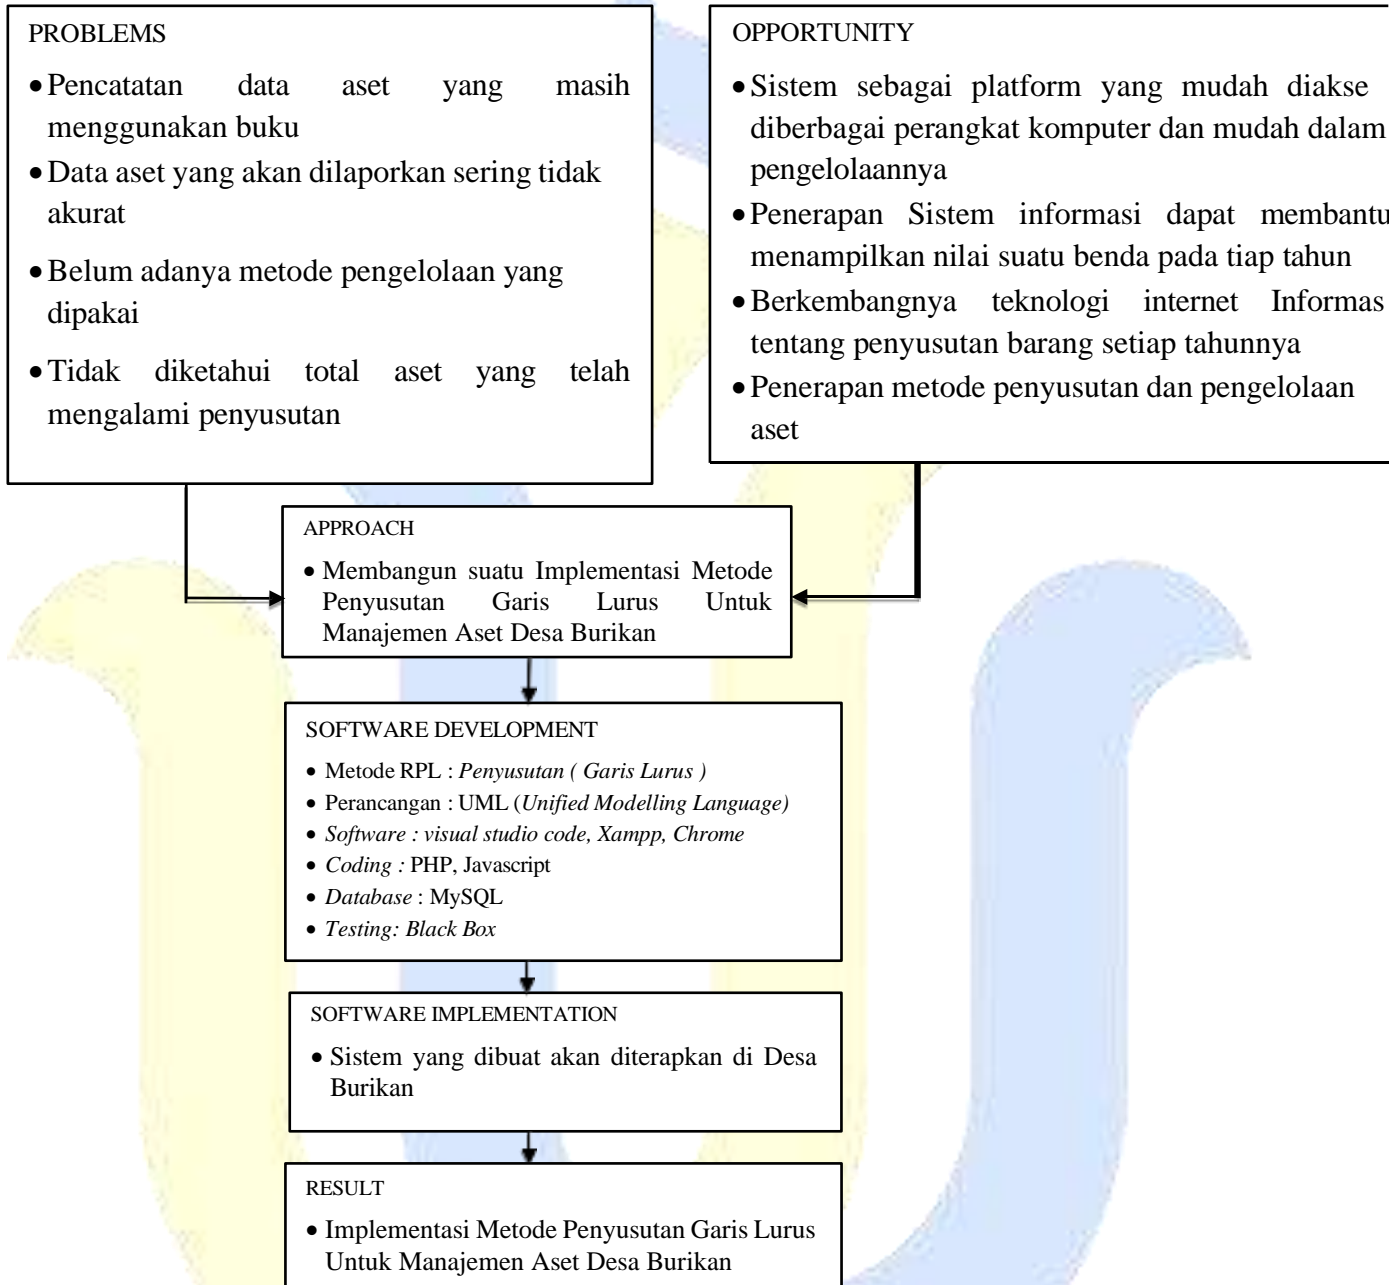 PROBLEMS
• Pencatatan data aset yang masih
menggunakan buku
• Data aset yang akan dilaporkan sering tidak
akurat
• Belum adanya metode pengelolaan yang
dipakai
• Tidak diketahui total aset yang telah
mengalami penyusutan
OPPORTUNITY
• Sistem sebagai platform yang mudah diakse
diberbagai perangkat komputer dan mudah dalam
pengelolaannya
• Penerapan Sistem informasi dapat membantu
menampilkan nilai suatu benda pada tiap tahun
• Berkembangnya teknologi internet Informas
tentang penyusutan barang setiap tahunnya
• Penerapan metode penyusutan dan pengelolaan
aset
APPROACH
• Membangun suatu Implementasi Metode
Penyusutan Garis Lurus Untuk
Manajemen Aset Desa Burikan
SOFTWARE DEVELOPMENT
• Metode RPL : Penyusutan ( Garis Lurus )
• Perancangan : UML (Unified Modelling Language)
• Software : visual studio code, Xampp, Chrome
• Coding : PHP, Javascript
• Database : MySQL
• Testing: Black Box
SOFTWARE IMPLEMENTATION
• Sistem yang dibuat akan diterapkan di Desa
Burikan
RESULT
• Implementasi Metode Penyusutan Garis Lurus
Untuk Manajemen Aset Desa Burikan